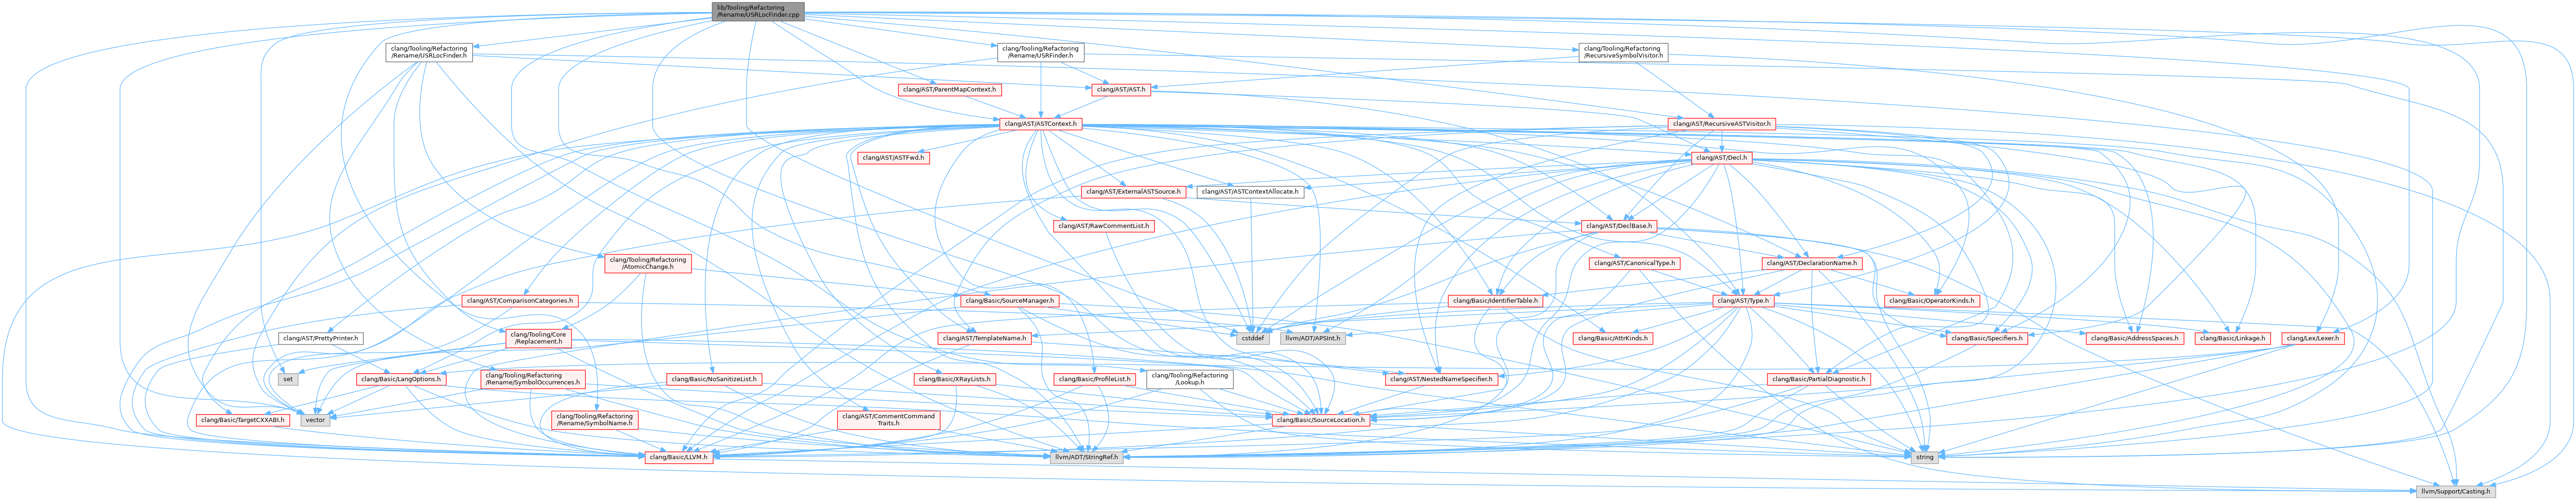 lib/Tooling/Refactoring
/Rename/USRLocFinder.cpp
clang/Tooling/Refactoring
/Rename/USRLocFinder.h
clang/Tooling/Refactoring
/Rename/USRFinder.h
clang/Tooling/Refactoring
/RecursiveSymbolVisitor.h
clang/AST/ParentMapContext.h
clang/AST/AST.h
clang/AST/ASTContext.h
clang/AST/RecursiveASTVisitor.h
clang/AST/ASTFwd.h
clang/AST/Decl.h
clang/AST/ExternalASTSource.h
clang/AST/ASTContextAllocate.h
clang/AST/RawCommentList.h
clang/AST/DeclBase.h
clang/Tooling/Refactoring
/AtomicChange.h
clang/AST/CanonicalType.h
clang/AST/DeclarationName.h
clang/AST/ComparisonCategories.h
clang/Basic/SourceManager.h
clang/Basic/IdentifierTable.h
clang/AST/Type.h
clang/Basic/OperatorKinds.h
clang/AST/PrettyPrinter.h
clang/Tooling/Core
/Replacement.h
clang/AST/TemplateName.h
cstddef
llvm/ADT/APSInt.h
clang/Basic/AttrKinds.h
clang/Basic/Specifiers.h
clang/Basic/AddressSpaces.h
clang/Basic/Linkage.h
clang/Lex/Lexer.h
set
clang/Basic/LangOptions.h
clang/Tooling/Refactoring
/Rename/SymbolOccurrences.h
clang/Basic/NoSanitizeList.h
clang/Basic/XRayLists.h
clang/Basic/ProfileList.h
clang/Tooling/Refactoring
/Lookup.h
clang/AST/NestedNameSpecifier.h
clang/Basic/PartialDiagnostic.h
clang/Basic/TargetCXXABI.h
vector
clang/Tooling/Refactoring
/Rename/SymbolName.h
clang/AST/CommentCommand
Traits.h
clang/Basic/SourceLocation.h
clang/Basic/LLVM.h
llvm/ADT/StringRef.h
string
llvm/Support/Casting.h